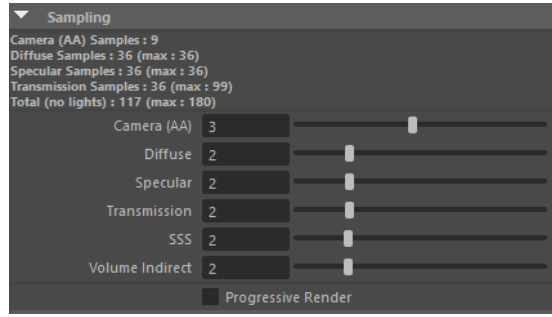 Sampling
Camera (AA) Samples : 9
Diffuse Samples : 36 (max : 36)
Specular Samples : 36 (max : 36)
Transmission Samples : 36 (max : 99)
Total (no lights) : 117 (max : 180)
Camera (AA) 3
Diffuse 2
Specular 2
Transmission 2
SSS 2
Volume Indirect 2
Progressive Render